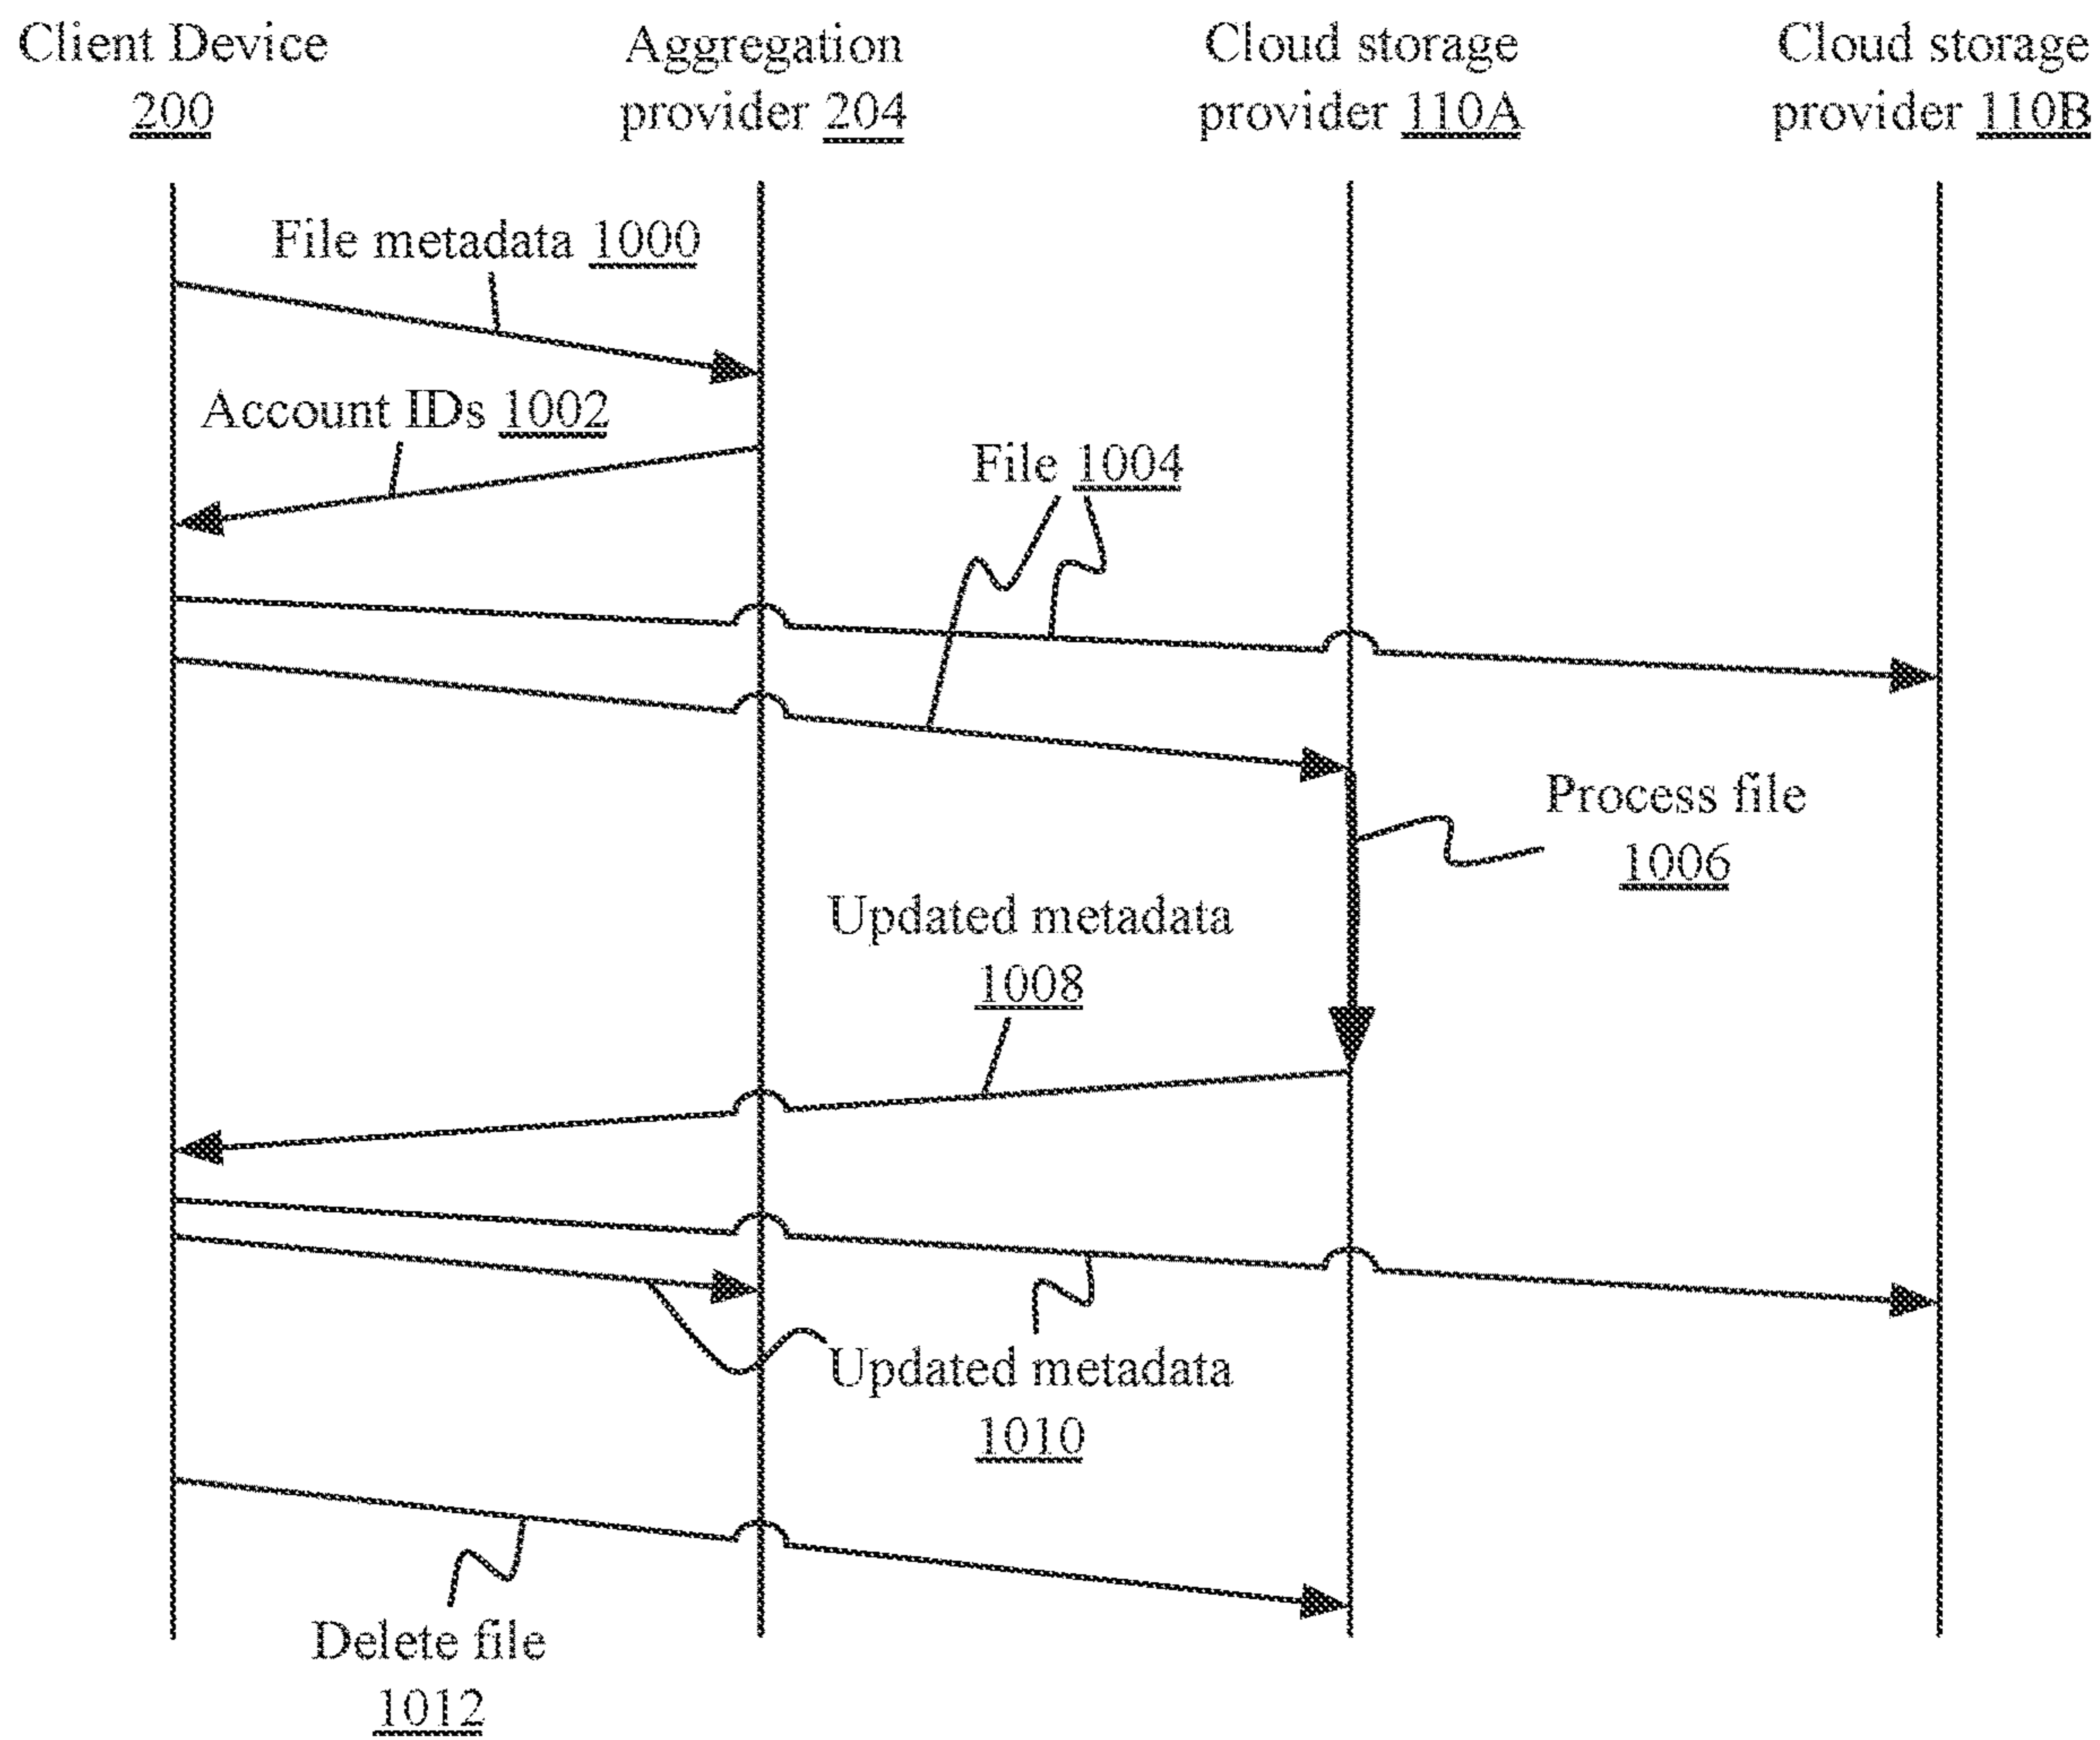 Client Device
200
Aggregation
provider 204
Cloud storage
provider 110A
Cloud storage
provider 110B
File metadata 1000
Account IDs 1002
File 1004
Process file
1006
Updated metadata
1008
Updated metadata
1010
Delete file
1012